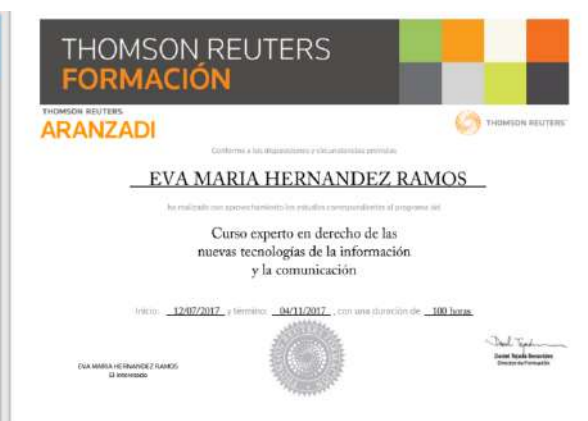 THOMSON REUTERS
FORMACIÓN
THOMSON REUTERS
ARANZADI
THOMSON REUTERS
Conforme a las disposiciones y circunstancias previstas
EVA MARIA HERNANDEZ RAMOS
ha realizado con aprovechamiento los estudios correspondientes al programa del
Curso experto en derecho de las
nuevas tecnologías de la información
y la comunicación
Inicio: 12/07/2017 y término: 04/11/2017, con una duración de 100 horas
EVA MARIA HERNANDEZ RAMOS
El interesado
Daniel Tejada Benavides
Director de Formación